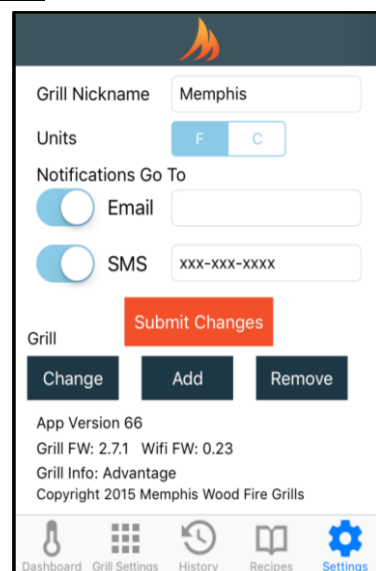 Grill Nickname Memphis
Units F C
Notifications Go To
Email
SMS xxx-xxx-xxxx
Submit Changes
Grill
Change Add Remove
App Version 66
Grill FW: 2.7.1 Wifi FW: 0.23
Grill Info: Advantage
Copyright 2015 Memphis Wood Fire Grills
Dashboard Grill Settings History Recipes Settings